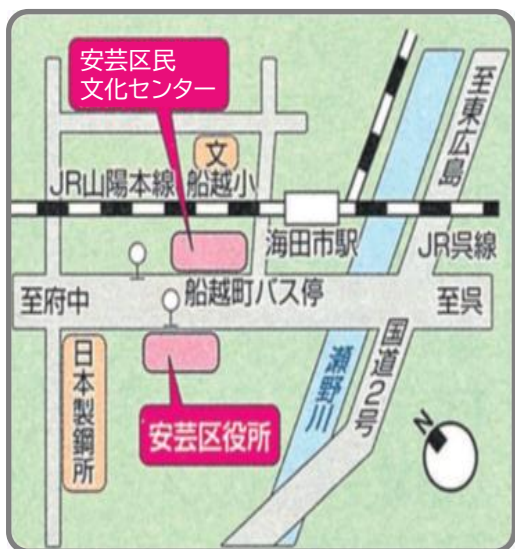 安芸区民
文化センター
至東広島
文
JR山陽本線
船越小
海田市駅
JR呉線
至府中
船越町バス停
至呉
日本製鋼所
安芸区役所
瀬野川
国道2号
N